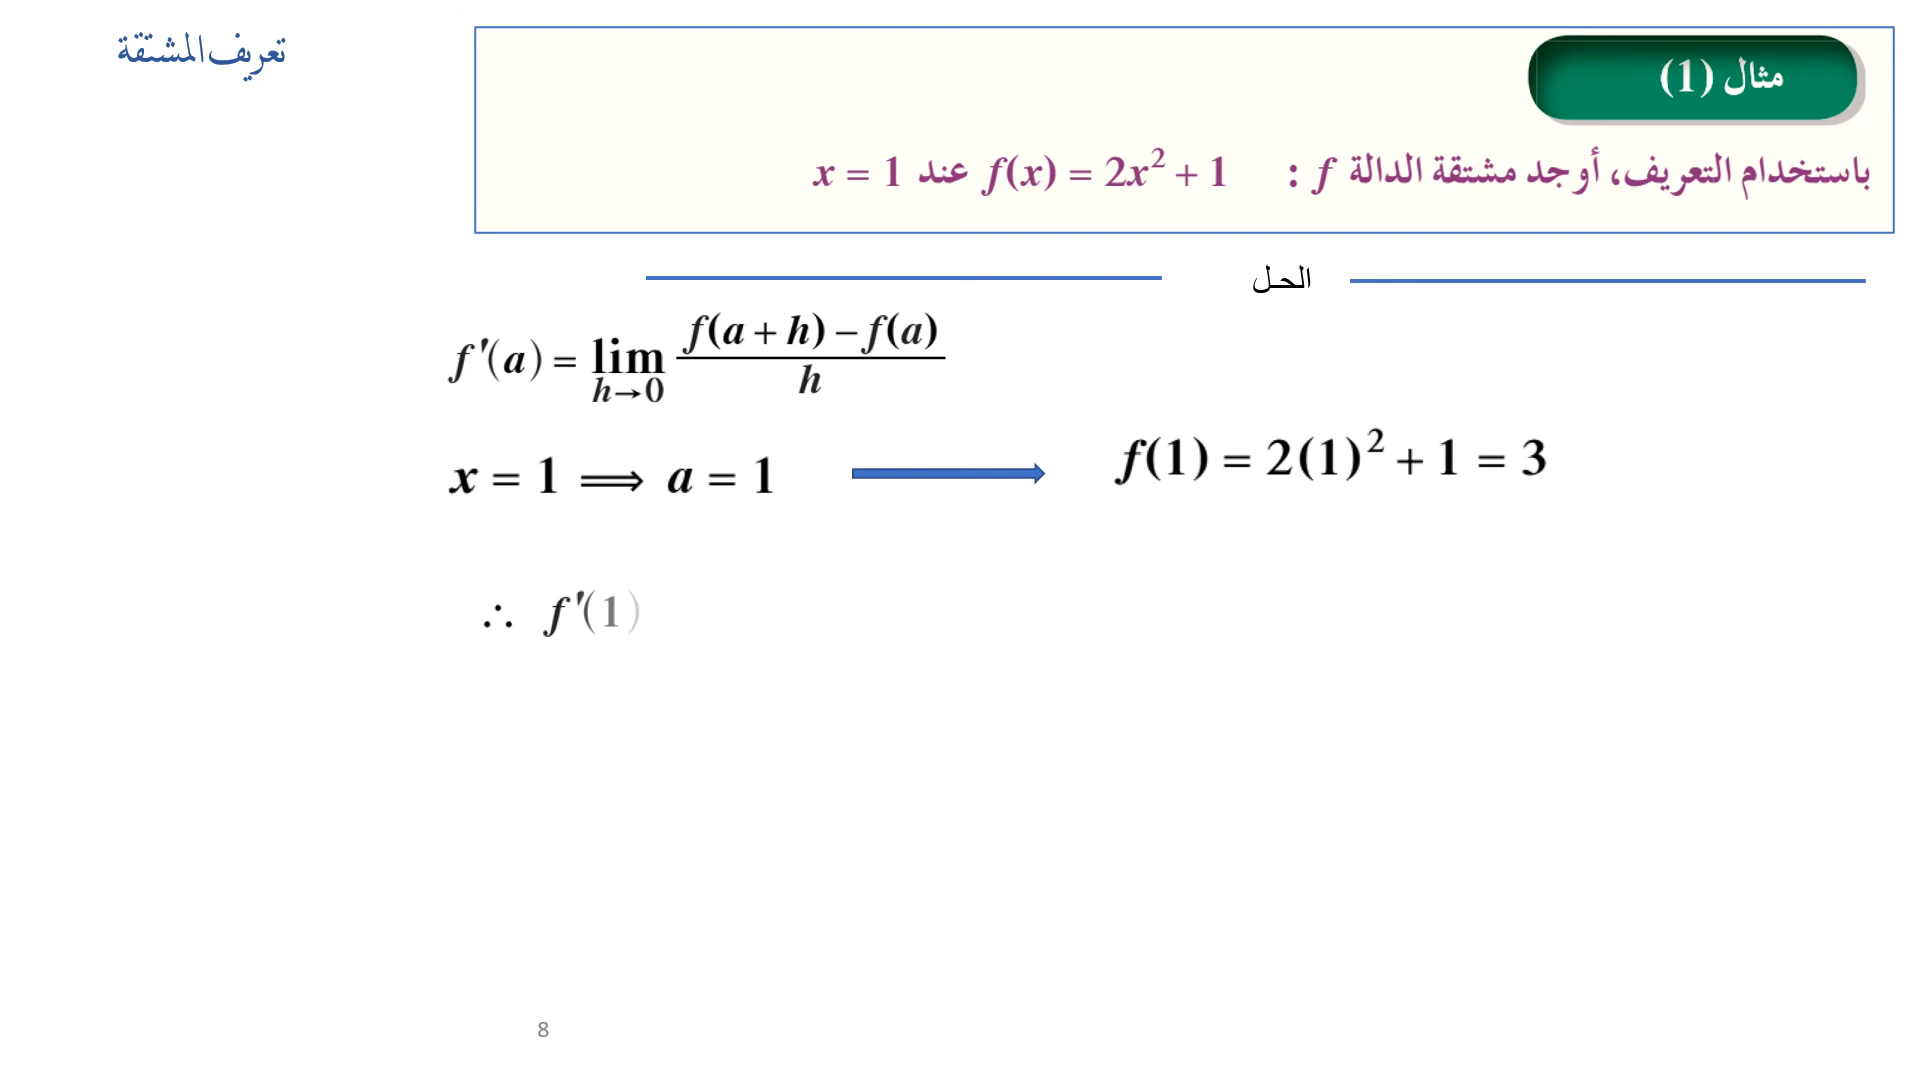 تعريف المشتقة
مثال (1)
باستخدام التعريف، أوجد مشتقة الدالة f : f(x) = 2x² + 1 عند x = 1
الحل
f'(a) = lim h→0 f(a + h) − f(a) / h
x = 1 ⟹ a = 1
f(1) = 2(1)² + 1 = 3
∴ f'(1)
8